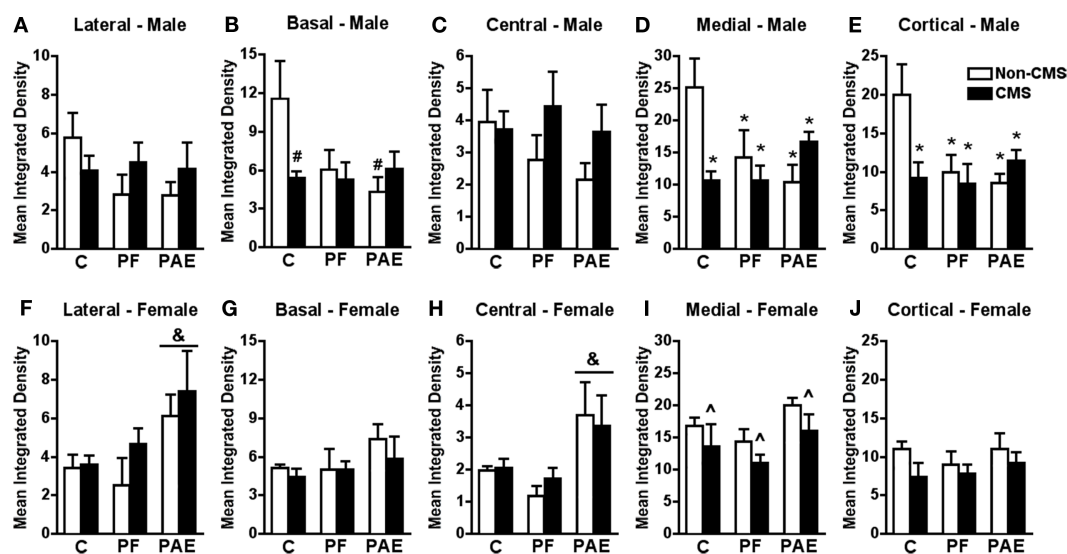 A Lateral - Male
Mean Integrated Density
10
8
6
4
2
0
C PF PAE
B Basal - Male
Mean Integrated Density
15
12
9
6
3
0
# #
C PF PAE
C Central - Male
Mean Integrated Density
6
5
4
3
2
1
0
C PF PAE
D Medial - Male
Mean Integrated Density
30
25
20
15
10
5
0
* * * * *
C PF PAE
E Cortical - Male
Mean Integrated Density
25
20
15
10
5
0
Non-CMS
CMS
* * * * *
C PF PAE
F Lateral - Female
Mean Integrated Density
10
8
6
4
2
0
&
C PF PAE
G Basal - Female
Mean Integrated Density
15
12
9
6
3
0
C PF PAE
H Central - Female
Mean Integrated Density
6
5
4
3
2
1
0
&
C PF PAE
I Medial - Female
Mean Integrated Density
30
25
20
15
10
5
0
^ ^ ^
C PF PAE
J Cortical - Female
Mean Integrated Density
25
20
15
10
5
0
C PF PAE